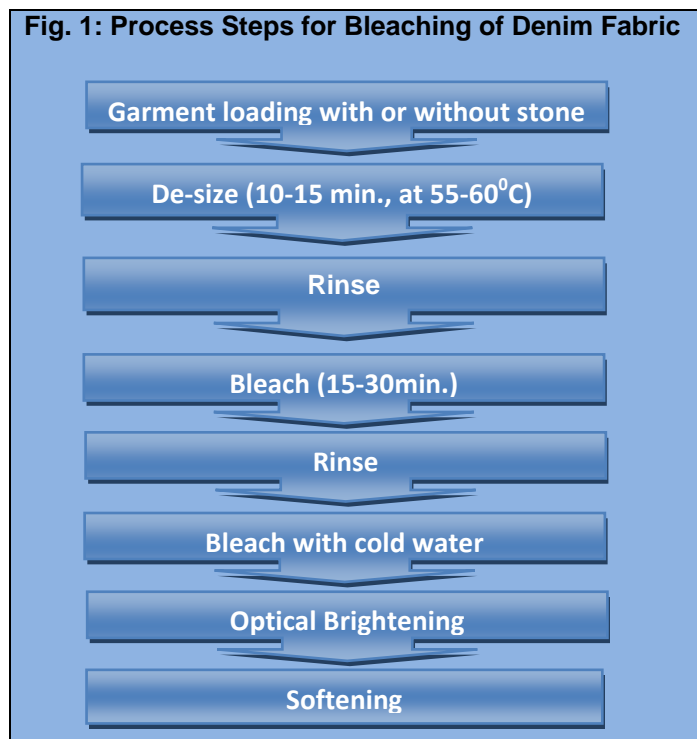 Fig. 1: Process Steps for Bleaching of Denim Fabric
Garment loading with or without stone
De-size (10-15 min., at 55-60⁰C)
Rinse
Bleach (15-30min.)
Rinse
Bleach with cold water
Optical Brightening
Softening